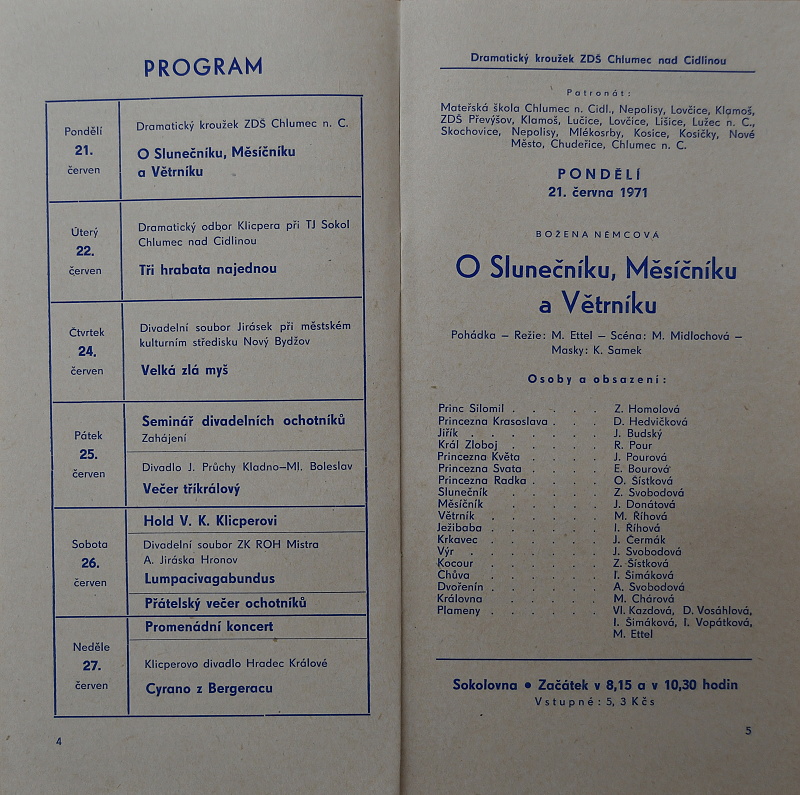 PROGRAM
Pondělí
21.
červen
Dramatický kroužek ZDŠ Chlumec n. C.
O Slunečníku, Měsíčníku
a Větrníku
Úterý
22.
červen
Dramatický odbor Klicpera při TJ Sokol
Chlumec nad Cidlinou
Tři hrabata najednou
Čtvrtek
24.
červen
Divadelní soubor Jirásek při městském
kulturním středisku Nový Bydžov
Velká zlá myš
Pátek
25.
červen
Seminář divadelních ochotníků
Zahájení
Divadlo J. Průchy Kladno–Ml. Boleslav
Večer tříkrálový
Sobota
26.
červen
Hold V. K. Klicperovi
Divadelní soubor ZK ROH Mistra
A. Jiráska Hronov
Lumpacivagabundus
Přátelský večer ochotníků
Neděle
27.
červen
Promenádní koncert
Klicperovo divadlo Hradec Králové
Cyrano z Bergeracu
4
Dramatický kroužek ZDŠ Chlumec nad Cidlinou
Patronát:
Mateřská škola Chlumec n. Cidl., Nepolisy, Lovčice, Klamoš,
ZDŠ Převýšov, Klamoš, Lučice, Lovčice, Lišice, Lužec n. C.,
Skochovice, Nepolisy, Mlékosrby, Kosice, Kosičky, Nové
Město, Chudeřice, Chlumec n. C.
PONDĚLÍ
21. června 1971
BOŽENA NĚMCOVÁ
O Slunečníku, Měsíčníku
a Větrníku
Pohádka – Režie: M. Ettel – Scéna: M. Midlochová –
Masky: K. Samek
Osoby a obsazení:
Princ Silomil . . . . . Z. Homolová
Princezna Krasoslava . . . D. Hedvičková
Jiřík . . . . . . . J. Budský
Král Zloboj . . . . . R. Pour
Princezna Květa . . . . J. Pourová
Princezna Svata . . . . E. Bourová
Princezna Radka . . . . O. Šístková
Slunečník . . . . . Z. Svobodová
Měsíčník . . . . . J. Donátová
Větrník . . . . . . M. Říhová
Ježibaba . . . . . . I. Říhová
Krkavec . . . . . . J. Čermák
Výr . . . . . . . J. Svobodová
Kocour . . . . . . Z. Šístková
Chůva . . . . . . I. Šimáková
Dvořenín . . . . . . A. Svobodová
Královna . . . . . . M. Chárová
Plameny . . . . . . Vl. Kazdová, D. Vosáhlová,
I. Šimáková, I. Vopátková,
M. Ettel
Sokolovna ● Začátek v 8,15 a v 10,30 hodin
Vstupné: 5, 3 Kčs
5